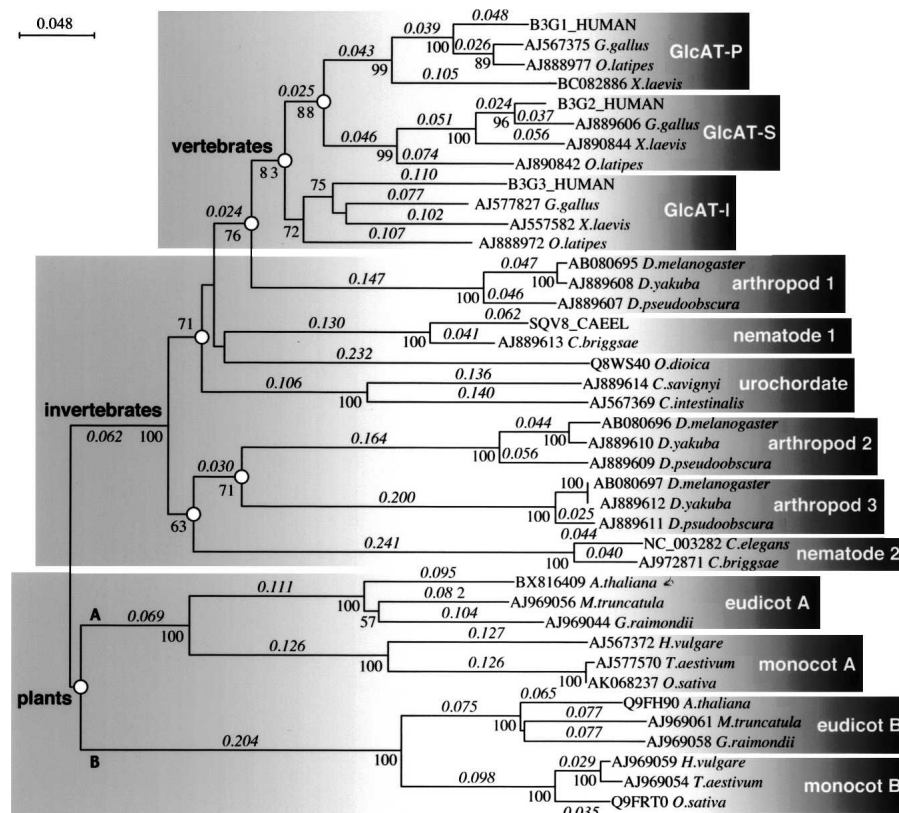 0.048
0.048
0.039
B3G1_HUMAN
0.026
AJ567375 G.gallus
GlcAT-P
0.043
100
89
AJ888977 O.latipes
99
0.105
BC082886 X.laevis
0.025
88
0.024
B3G2_HUMAN
0.051
96
0.037
AJ889606 G.gallus
GlcAT-S
0.046
100
0.056
AJ890844 X.laevis
vertebrates
99
0.074
AJ890842 O.latipes
83
75
0.110
B3G3_HUMAN
0.077
AJ577827 G.gallus
GlcAT-I
0.024
0.102
AJ557582 X.laevis
76
72
0.107
AJ888972 O.latipes
0.047
AB080695 D.melanogaster
0.147
100
AJ889608 D.yakuba
arthropod 1
100
0.046
AJ889607 D.pseudoobscura
0.062
71
0.130
SQV8_CAEEL
nematode 1
100
0.041
AJ889613 C.briggsae
0.232
Q8WS40 O.dioica
0.136
urochordate
0.106
AJ889614 C.savignyi
100
0.140
AJ567369 C.intestinalis
invertebrates
0.044
AB080696 D.melanogaster
0.062
100
0.164
100
AJ889610 D.yakuba
arthropod 2
100
0.056
AJ889609 D.pseudoobscura
0.030
71
100
AB080697 D.melanogaster
0.200
AJ889612 D.yakuba
arthropod 3
63
100
0.025
AJ889611 D.psudoobscura
0.044
0.241
NC_003282 C.elegans
nematode 2
100
0.040
AJ972871 C.briggsae
0.095
BX816409 A.thaliana
0.111
0.08 2
A
100
AJ969056 M.truncatula
eudicot A
0.069
57
0.104
AJ969044 G.raimondii
100
0.127
AJ567372 H.vulgare
0.126
100
0.126
AJ577570 T.aestivum
monocot A
100
AK068237 O.sativa
plants
0.065
Q9FH90 A.thaliana
0.075
0.077
100
AJ969061 M.truncatula
eudicot B
0.204
0.077
AJ969058 G.raimondii
B
100
0.029
AJ969059 H.vulgare
0.098
100
AJ969054 T.aestivum
monocot B
100
Q9FRT0 O.sativa
0.035